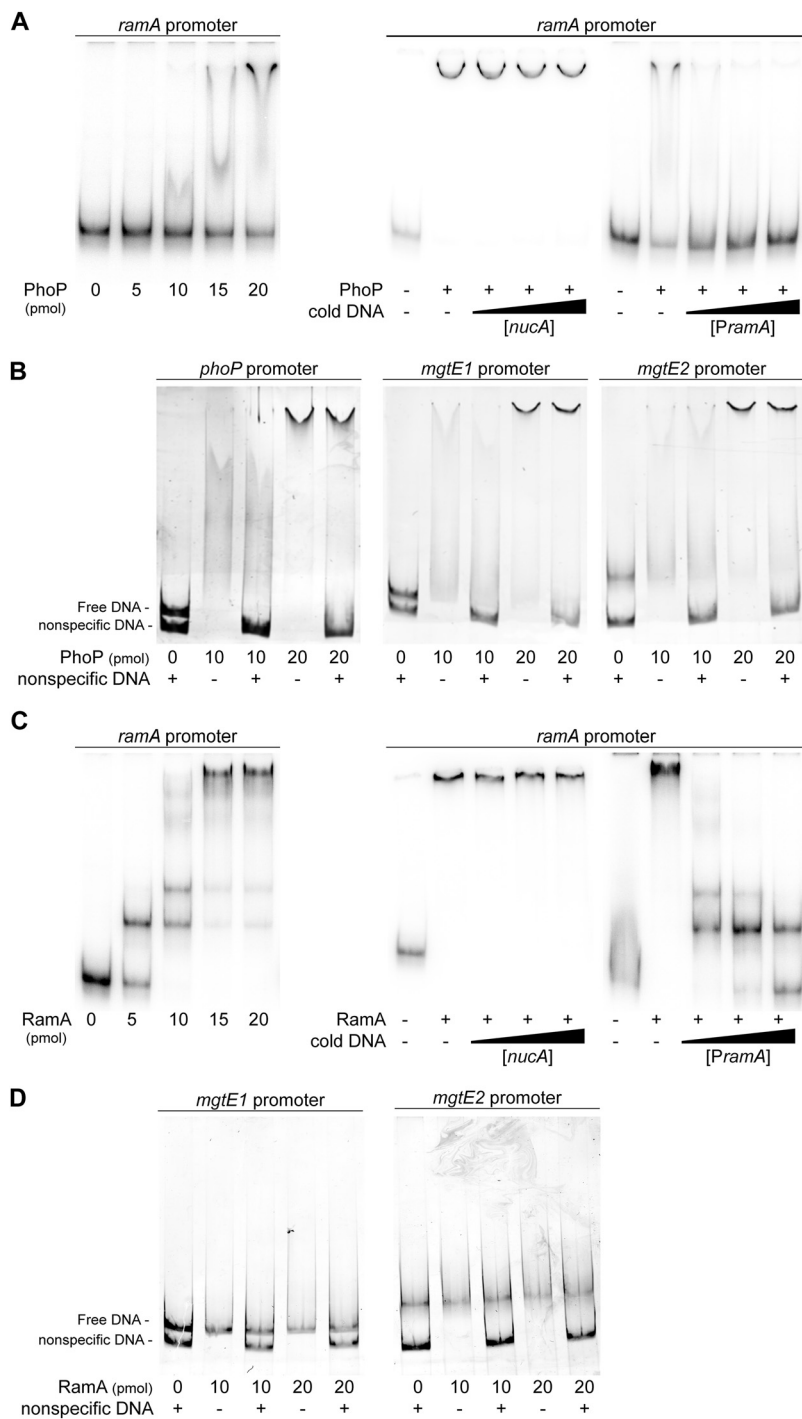 A
ramA promoter
ramA promoter
PhoP 0 5 10 15 20
(pmol)
PhoP - + + + + - + + + +
cold DNA - - - -
[nucA] [PramA]
B
phoP promoter mgtE1 promoter mgtE2 promoter
Free DNA -
nonspecific DNA -
PhoP (pmol) 0 10 10 20 20 0 10 10 20 20 0 10 10 20 20
nonspecific DNA + - + - + + - + - + + - + - +
C
ramA promoter
ramA promoter
RamA 0 5 10 15 20
(pmol)
RamA - + + + + - + + + +
cold DNA - - - -
[nucA] [PramA]
D
mgtE1 promoter mgtE2 promoter
Free DNA -
nonspecific DNA -
RamA (pmol) 0 10 10 20 20 0 10 10 20 20
nonspecific DNA + - + - + + - + - +